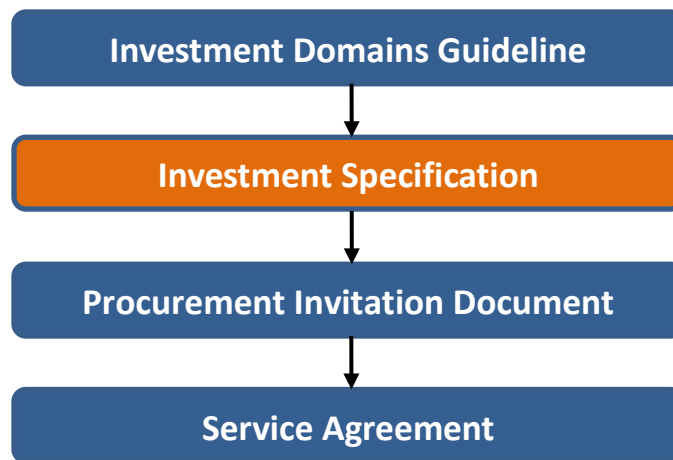 Investment Domains Guideline
Investment Specification
Procurement Invitation Document
Service Agreement